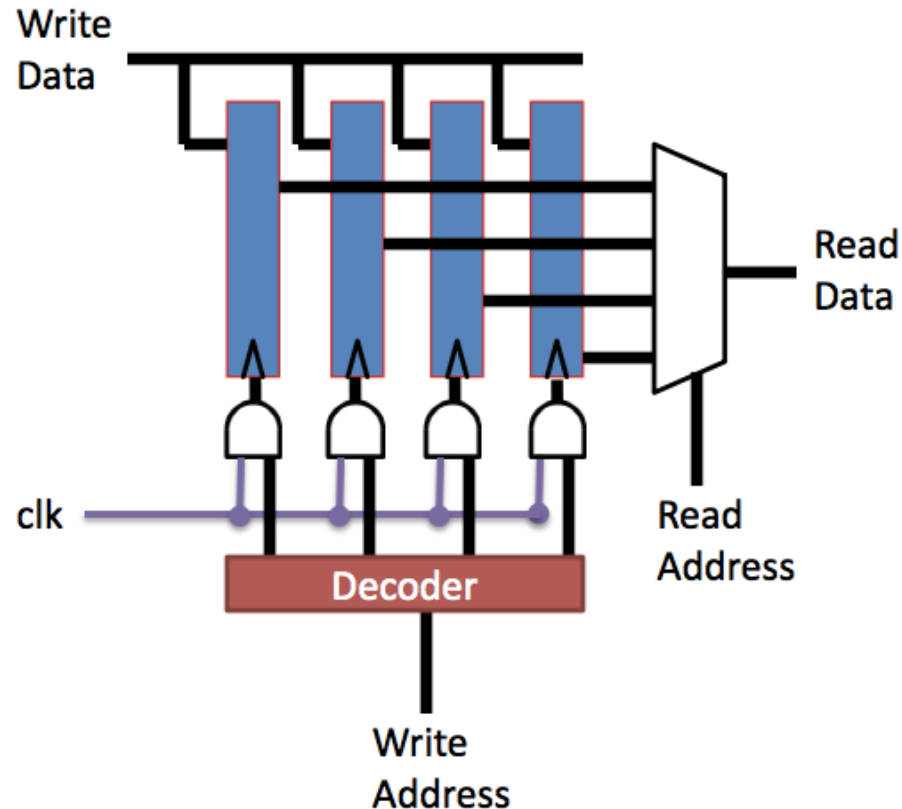 Write
Data
Read
Data
clk
Read
Address
Decoder
Write
Address